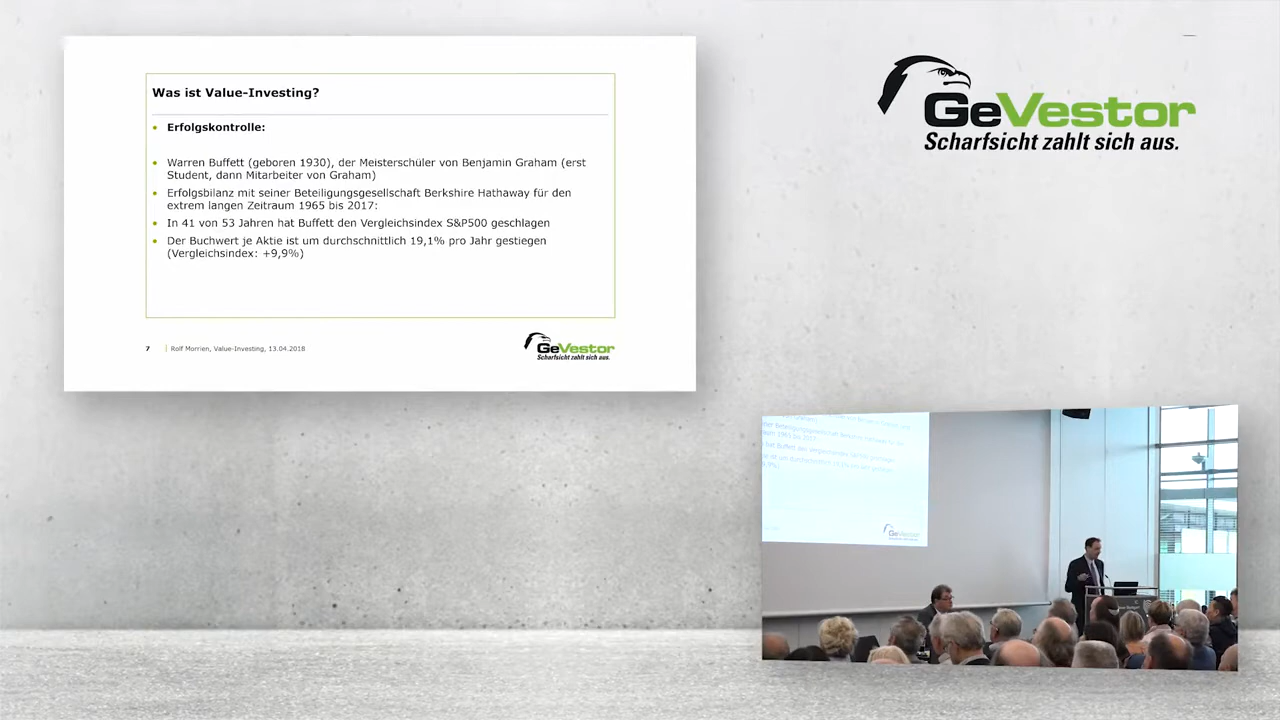 Was ist Value-Investing?
Erfolgskontrolle:
Warren Buffett (geboren 1930), der Meisterschüler von Benjamin Graham (erst
Student, dann Mitarbeiter von Graham)
Erfolgsbilanz mit seiner Beteiligungsgesellschaft Berkshire Hathaway für den
extrem langen Zeitraum 1965 bis 2017:
In 41 von 53 Jahren hat Buffett den Vergleichsindex S&P500 geschlagen
Der Buchwert je Aktie ist um durchschnittlich 19,1% pro Jahr gestiegen
(Vergleichsindex: +9,9%)
7 Rolf Morrien, Value-Investing, 13.04.2018
GeVestor
Scharfsicht zahlt sich aus.
GeVestor
Scharfsicht zahlt sich aus.
GeVestor